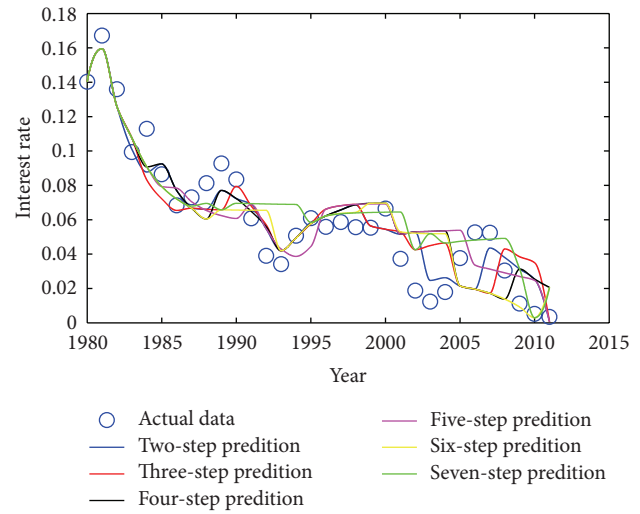 0.18
0.16
0.14
0.12
0.1
0.08
0.06
0.04
0.02
0
Interest rate
1980 1985 1990 1995 2000 2005 2010 2015
Year
Actual data
Two-step predition
Three-step predition
Four-step predition
Five-step predition
Six-step predition
Seven-step predition